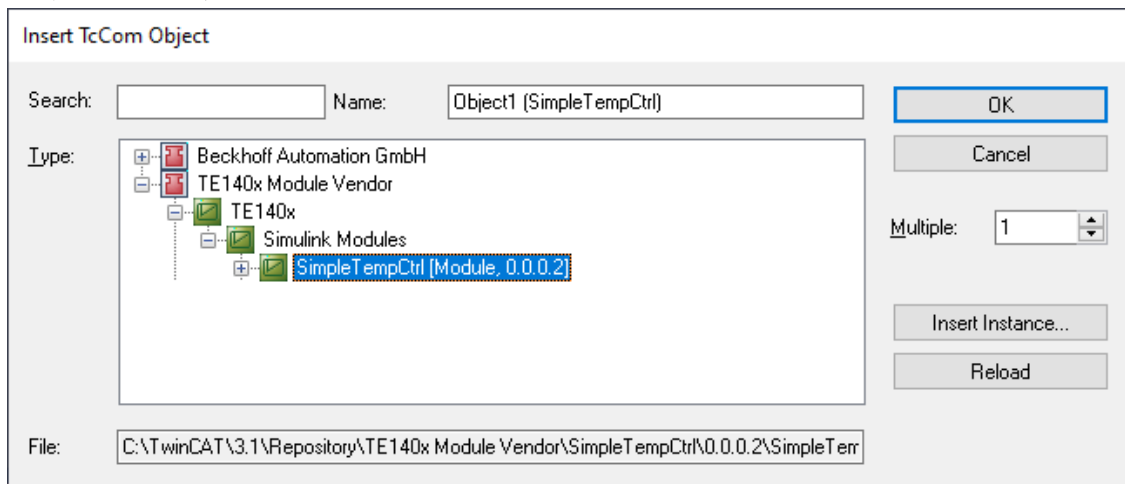 Insert TcCom Object
Search:
Name: Object1 (SimpleTempCtrl)
OK
Type:
Beckhoff Automation GmbH
Cancel
TE140x Module Vendor
TE140x
Multiple: 1
Simulink Modules
SimpleTempCtrl [Module, 0.0.0.2]
Insert Instance...
Reload
File: C:\TwinCAT\3.1\Repository\TE140x Module Vendor\SimpleTempCtrl\0.0.0.2\SimpleTem